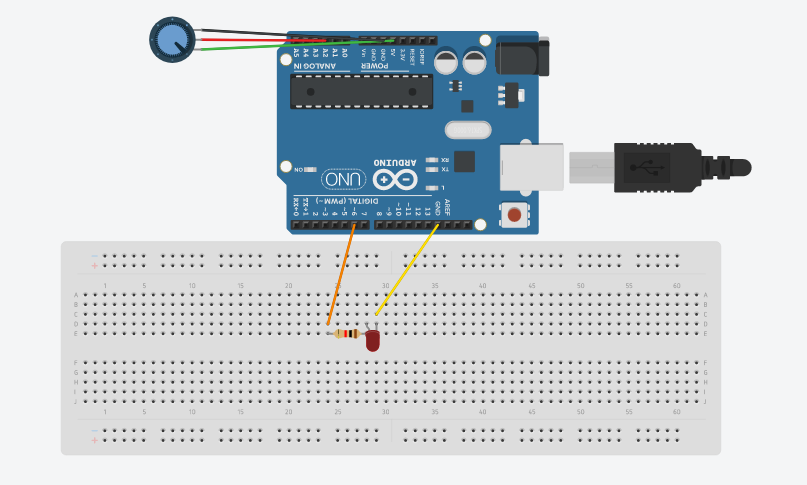 A5 A4 A3 A2 A1 A0 Vin GND GND 5V 3.3V RESET IOREF
ANALOG IN POWER
ON UNO ARDUINO RX TX L
DIGITAL (PWM ~)
RX←0 TX→1 2 ~3 4 ~5 ~6 7 8 ~9 ~10 ~11 12 13 GND AREF
1 5 10 15 20 25 30 35 40 45 50 55 60
A A
B B
C C
D D
E E
F F
G G
H H
I I
J J
1 5 10 15 20 25 30 35 40 45 50 55 60